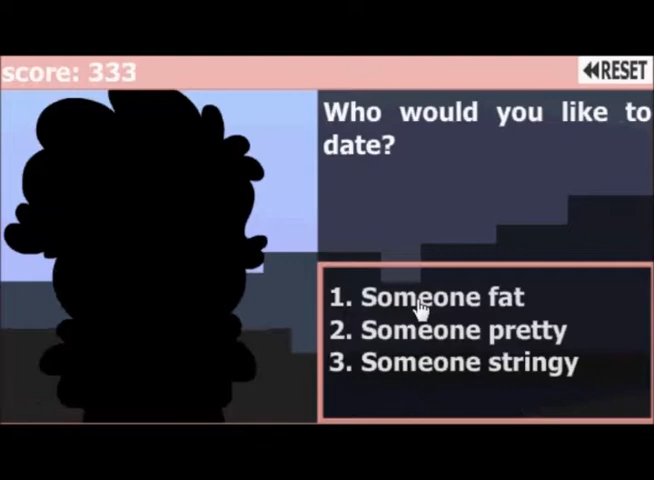 score: 333
RESET
Who would you like to
date?
1. Someone fat
2. Someone pretty
3. Someone stringy